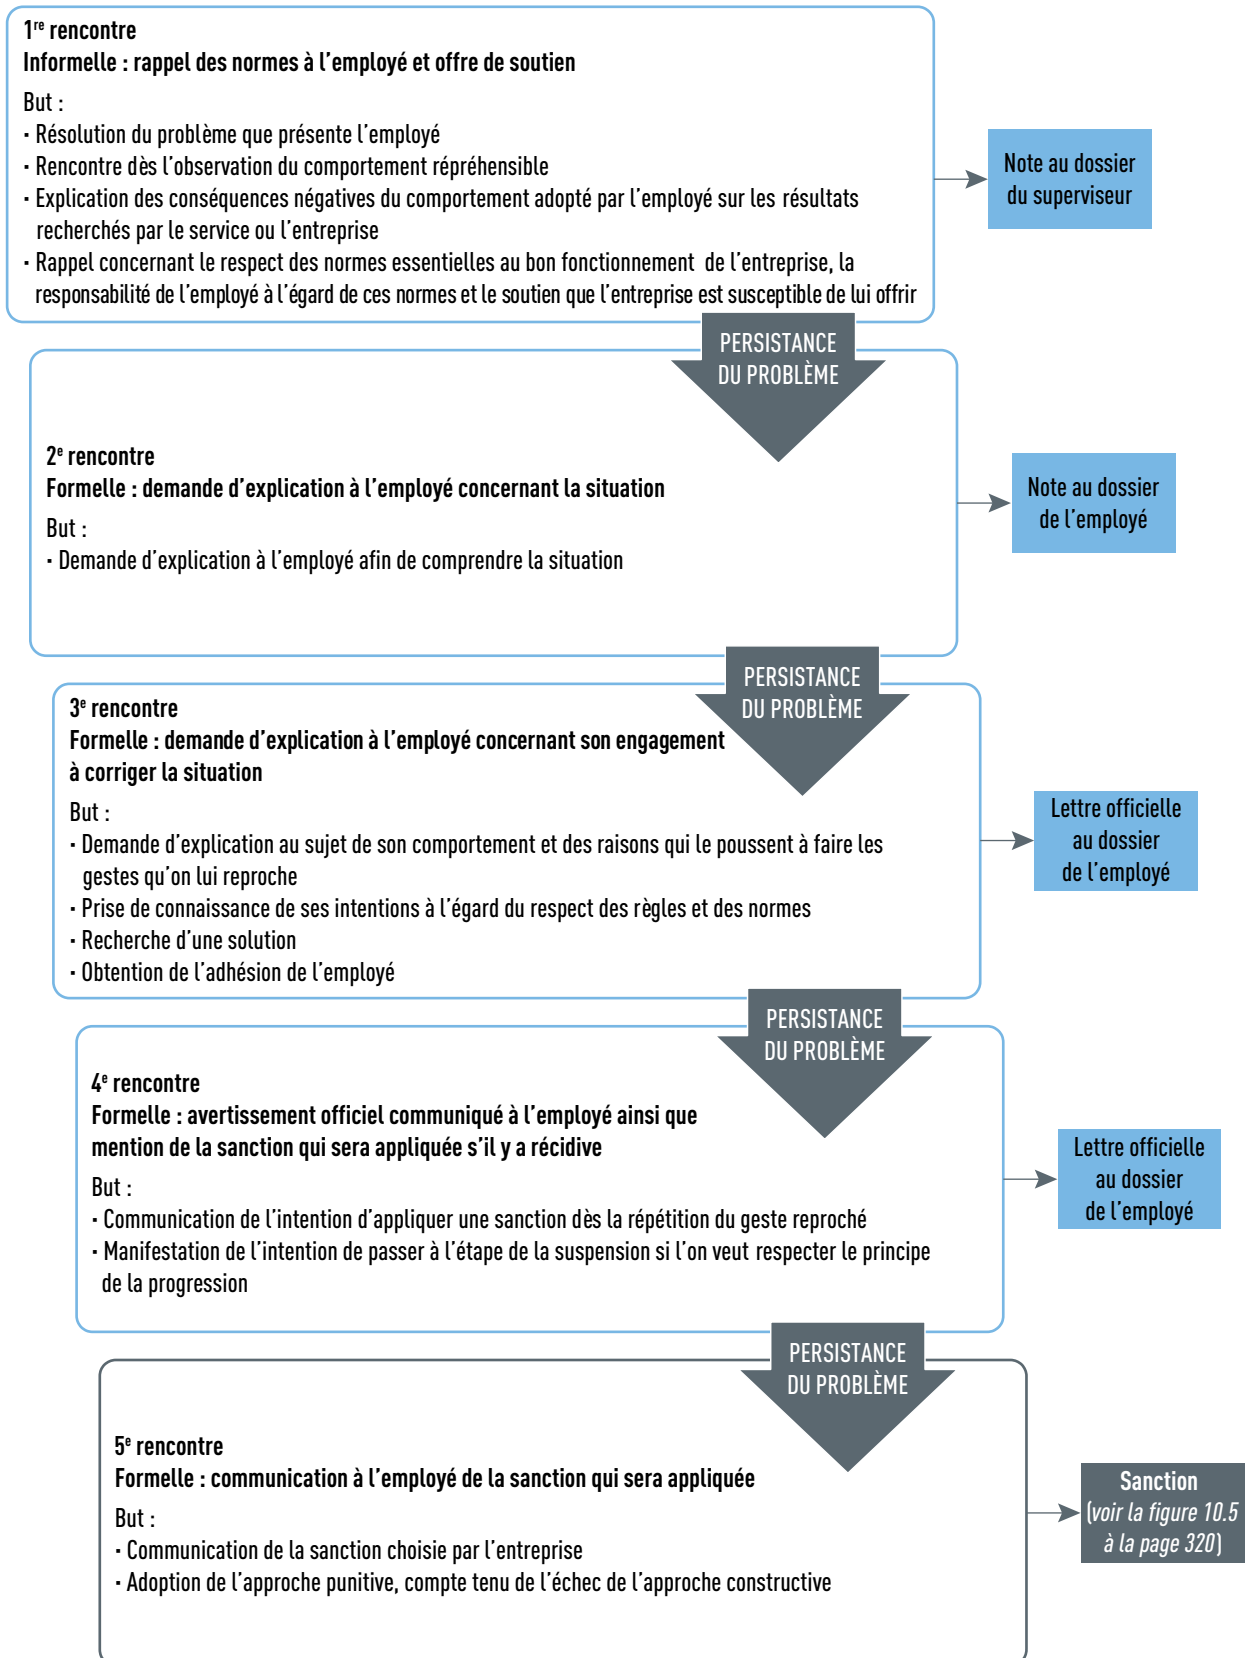 1re rencontre
Informelle : rappel des normes à l’employé et offre de soutien
But :
· Résolution du problème que présente l’employé
· Rencontre dès l’observation du comportement répréhensible
· Explication des conséquences négatives du comportement adopté par l’employé sur les résultats
recherchés par le service ou l’entreprise
· Rappel concernant le respect des normes essentielles au bon fonctionnement de l’entreprise, la
responsabilité de l’employé à l’égard de ces normes et le soutien que l’entreprise est susceptible de lui offrir
Note au dossier
du superviseur
PERSISTANCE
DU PROBLÈME
2e rencontre
Formelle : demande d’explication à l’employé concernant la situation
But :
· Demande d’explication à l’employé afin de comprendre la situation
Note au dossier
de l’employé
PERSISTANCE
DU PROBLÈME
3e rencontre
Formelle : demande d’explication à l’employé concernant son engagement
à corriger la situation
But :
· Demande d’explication au sujet de son comportement et des raisons qui le poussent à faire les
gestes qu’on lui reproche
· Prise de connaissance de ses intentions à l’égard du respect des règles et des normes
· Recherche d’une solution
· Obtention de l’adhésion de l’employé
Lettre officielle
au dossier
de l’employé
PERSISTANCE
DU PROBLÈME
4e rencontre
Formelle : avertissement officiel communiqué à l’employé ainsi que
mention de la sanction qui sera appliquée s’il y a récidive
But :
· Communication de l’intention d’appliquer une sanction dès la répétition du geste reproché
· Manifestation de l’intention de passer à l’étape de la suspension si l’on veut respecter le principe
de la progression
Lettre officielle
au dossier
de l’employé
PERSISTANCE
DU PROBLÈME
5e rencontre
Formelle : communication à l’employé de la sanction qui sera appliquée
But :
· Communication de la sanction choisie par l’entreprise
· Adoption de l’approche punitive, compte tenu de l’échec de l’approche constructive
Sanction
(voir la figure 10.5
à la page 320)